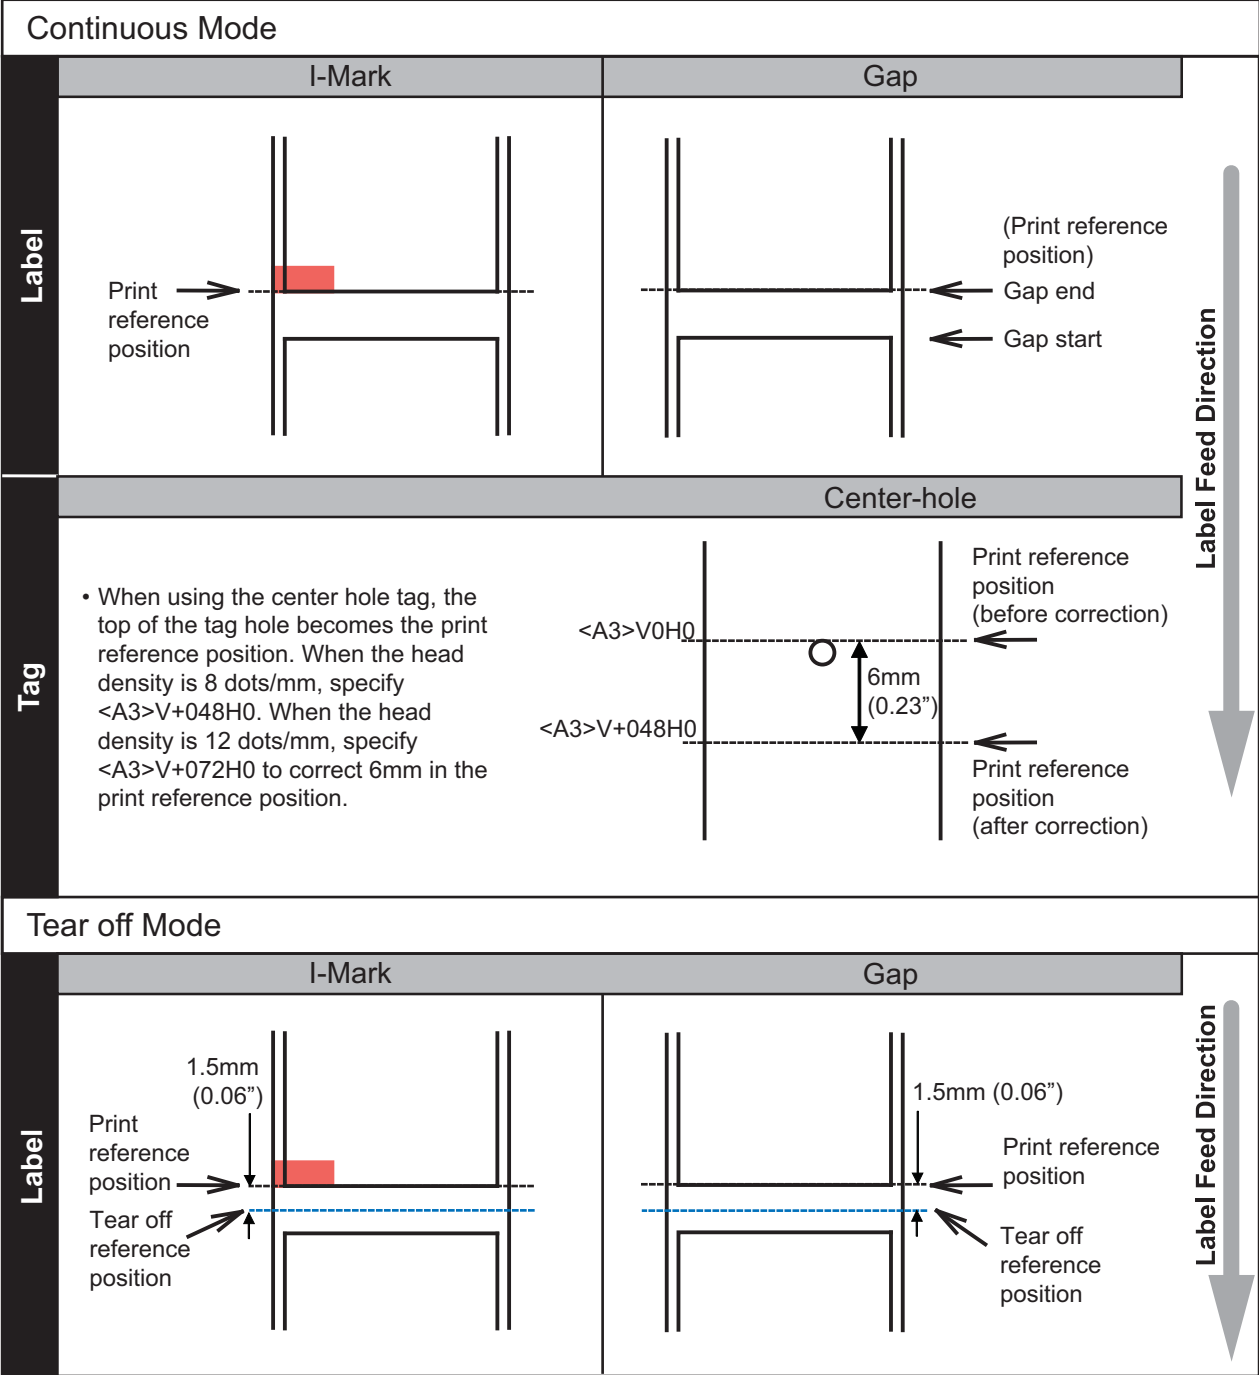 Continuous Mode
I-Mark
Gap
Label
Print
reference
position
(Print reference
position)
Gap end
Gap start
Label Feed Direction
Center-hole
Tag
• When using the center hole tag, the
top of the tag hole becomes the print
reference position. When the head
density is 8 dots/mm, specify
<A3>V+048H0. When the head
density is 12 dots/mm, specify
<A3>V+072H0 to correct 6mm in the
print reference position.
<A3>V0H0
<A3>V+048H0
6mm
(0.23”)
Print reference
position
(before correction)
Print reference
position
(after correction)
Tear off Mode
I-Mark
Gap
Label
1.5mm
(0.06”)
Print
reference
position
Tear off
reference
position
1.5mm (0.06”)
Print reference
position
Tear off
reference
position
Label Feed Direction